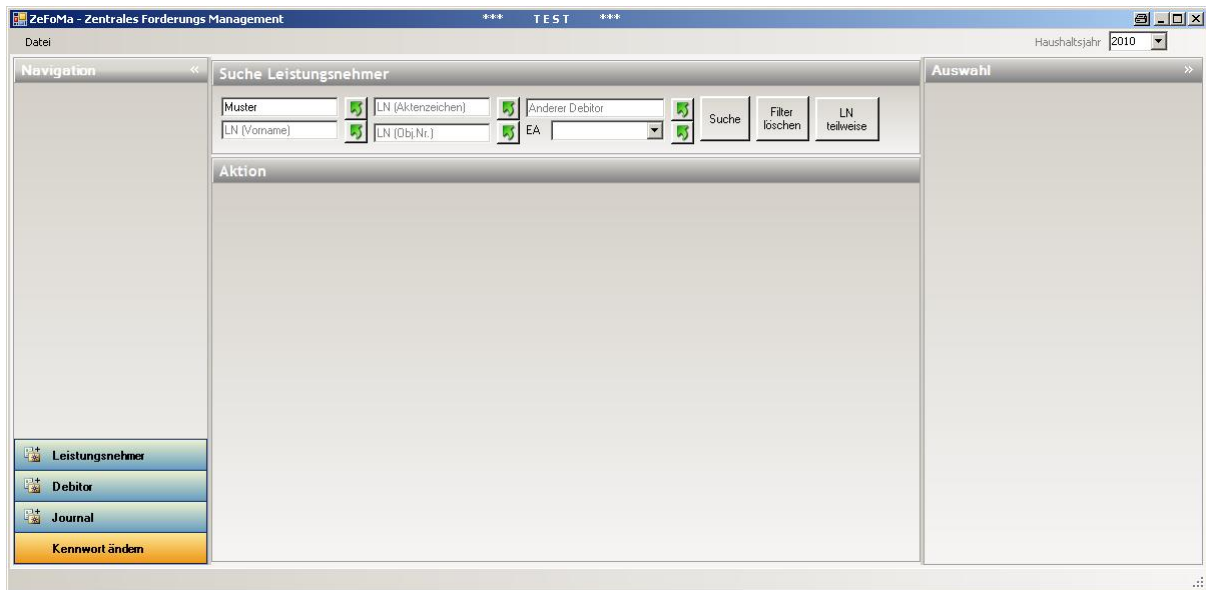 ZeFoMa - Zentrales Forderungs Management *** TEST ***
Datei Haushaltsjahr 2010
Navigation « Suche Leistungsnehmer Auswahl »
Muster LN (Aktenzeichen) Anderer Debitor Suche Filter löschen LN teilweise
LN (Vorname) LN (Obj.Nr.) EA
Aktion
Leistungsnehmer
Debitor
Journal
Kennwort ändern